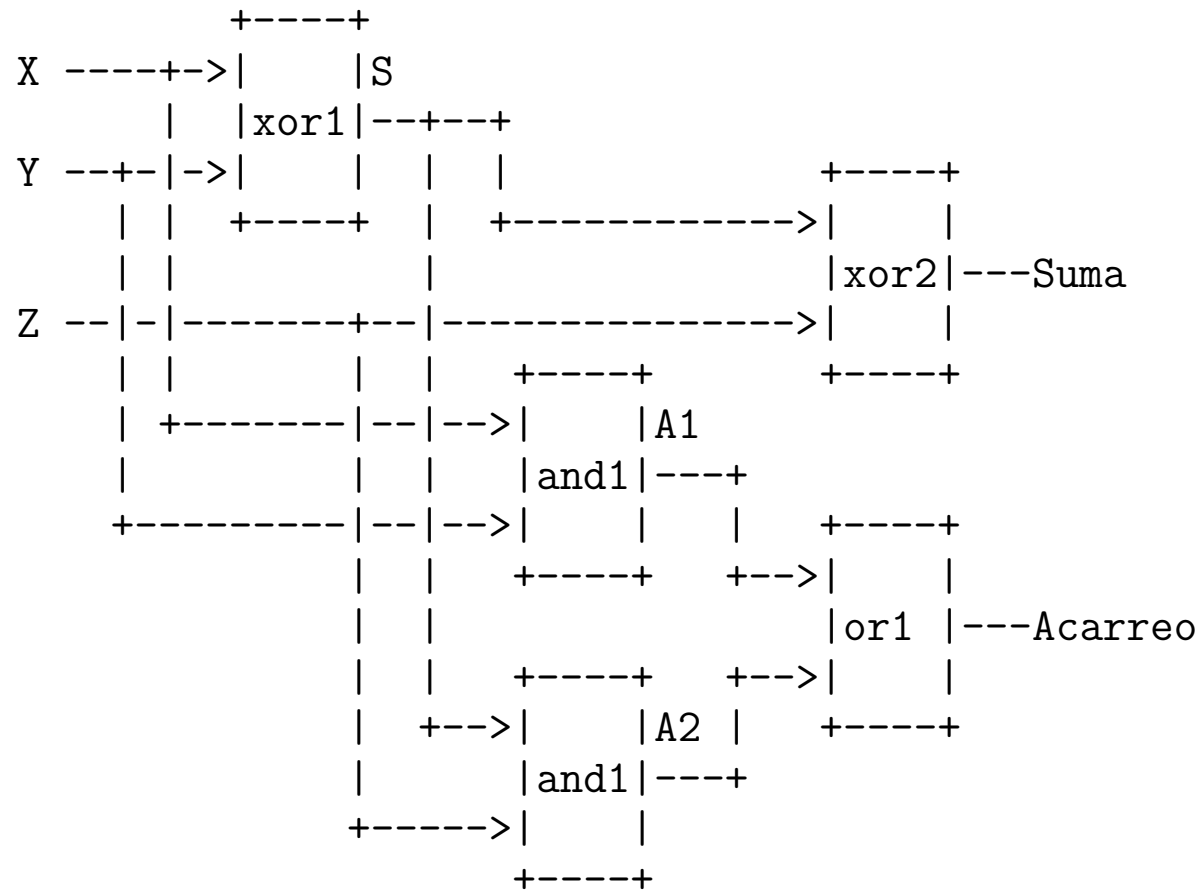 +-----+
X ----+-->|     |S
      |   |xor1|--+---+
Y --+-|-->|     |  |  |             +-----+
    | |   +-----+  |  +------------>|     |
    | |            |                |xor2|---Suma
Z --|-|-------+--|---------------->|     |
    | |       |  |     +-----+      +-----+
    | +-------|--|--->|     |A1
    |         |  |    |and1|---+
    +---------|--|--->|     |  |    +-----+
              |  |    +-----+  +-->|     |
              |  |                 |or1 |---Acarreo
              |  |    +-----+  +-->|     |
              |  +--->|     |A2 |   +-----+
              |       |and1|---+
              +------>|     |
                      +-----+